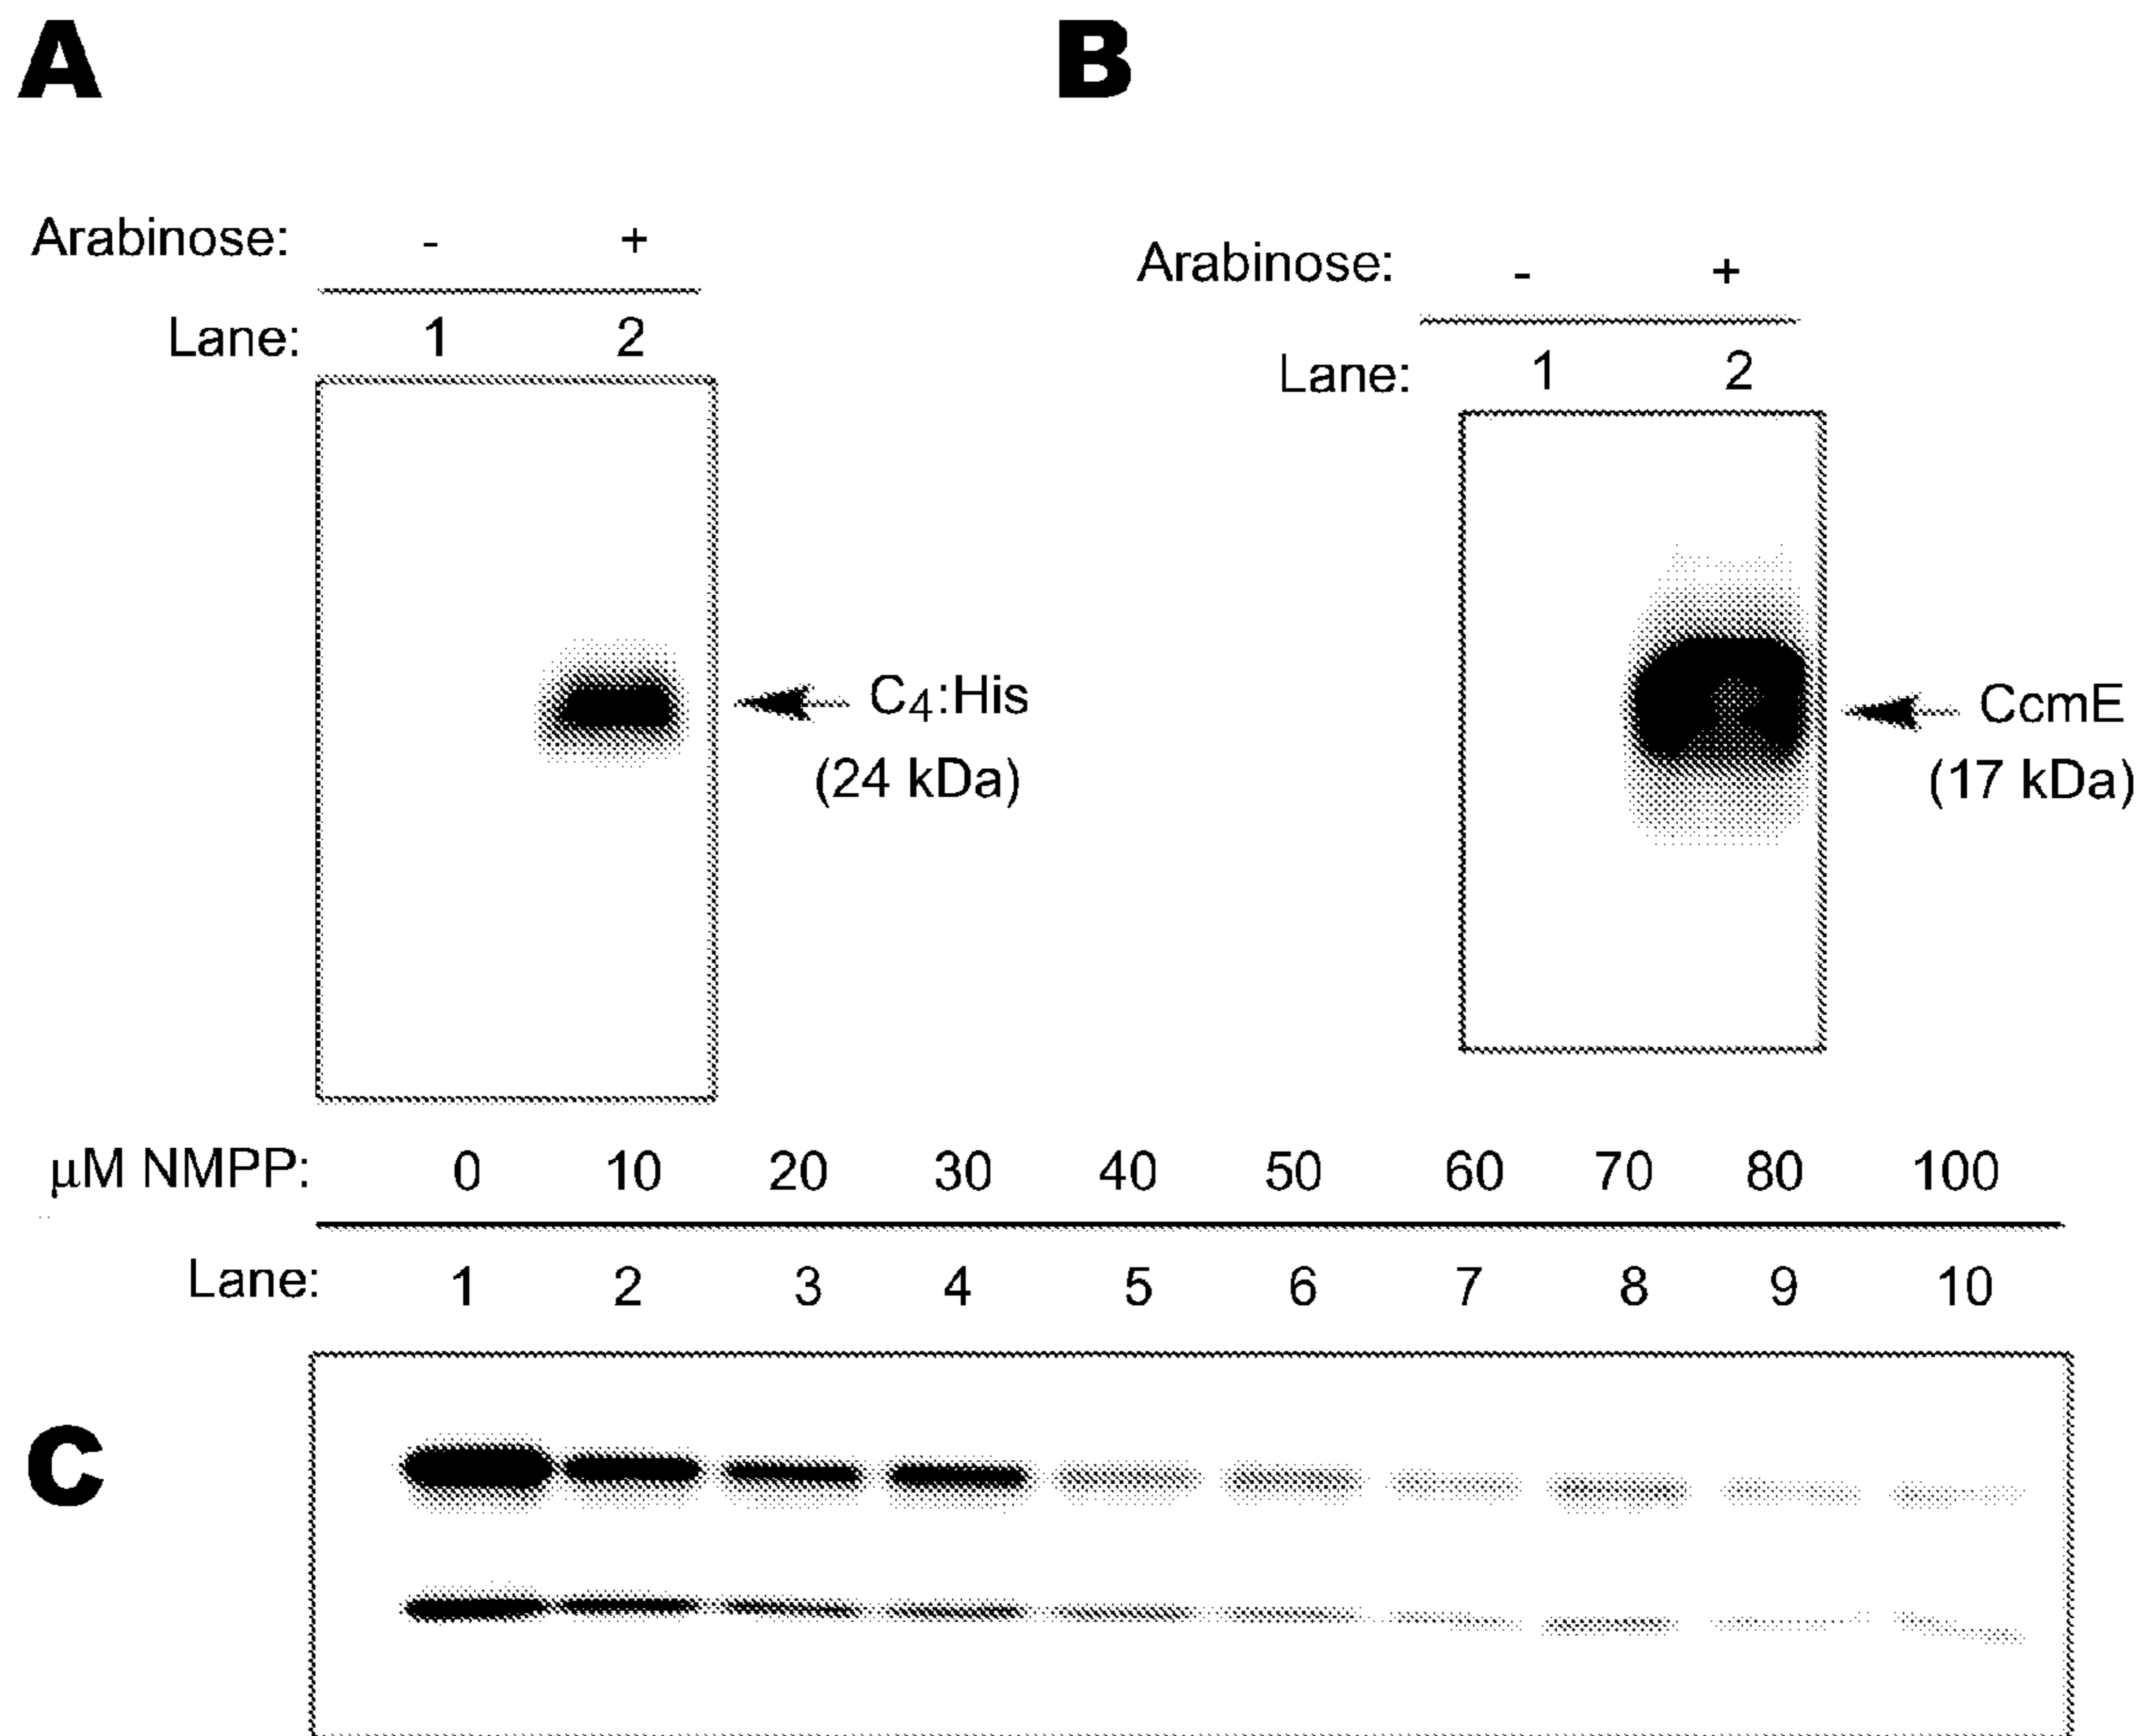 A
Arabinose: - +
Lane: 1 2
C4:His
(24 kDa)
B
Arabinose: - +
Lane: 1 2
CcmE
(17 kDa)
µM NMPP: 0 10 20 30 40 50 60 70 80 100
Lane: 1 2 3 4 5 6 7 8 9 10
C